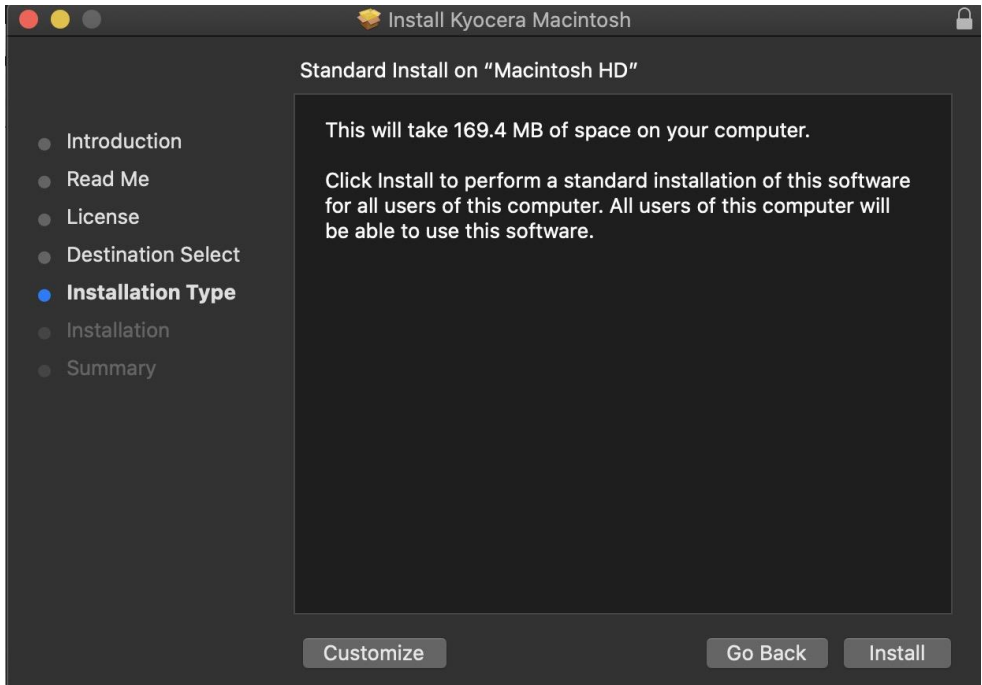 Install Kyocera Macintosh
Standard Install on “Macintosh HD”
Introduction
Read Me
License
Destination Select
Installation Type
Installation
Summary
This will take 169.4 MB of space on your computer.
Click Install to perform a standard installation of this software
for all users of this computer. All users of this computer will
be able to use this software.
Customize
Go Back
Install